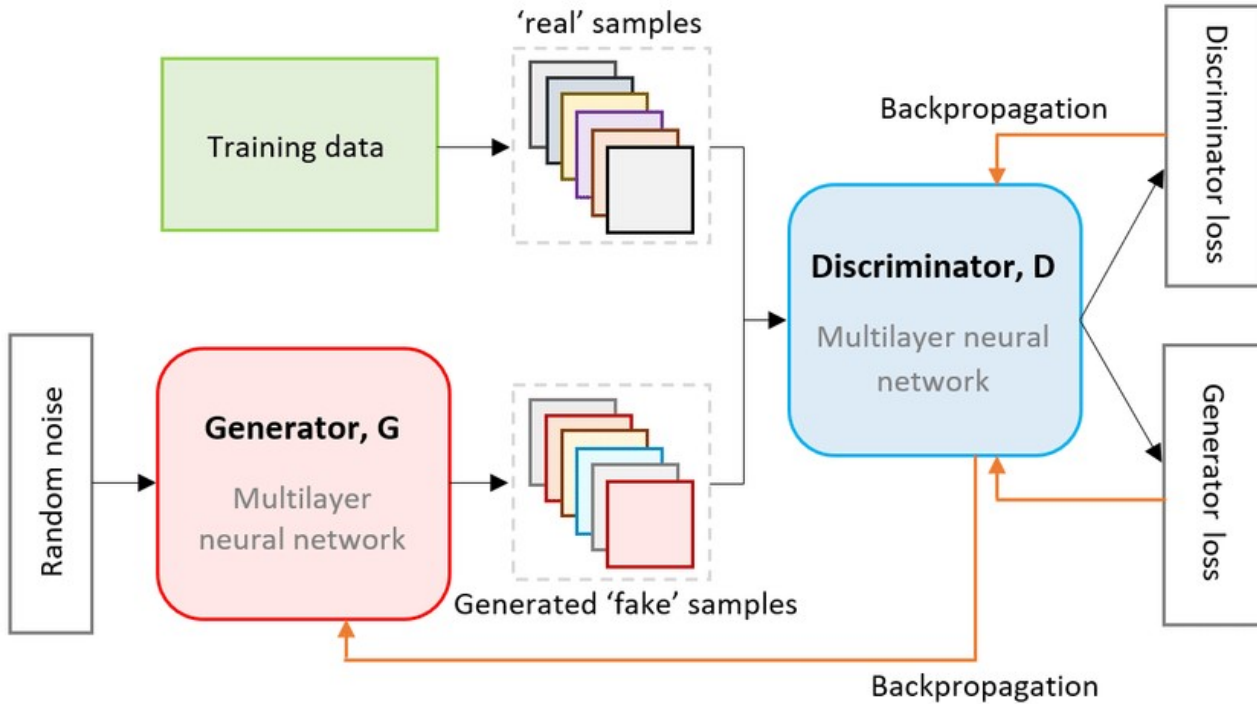 ‘real’ samples
Training data
Backpropagation
Discriminator loss
Discriminator, D
Multilayer neural
network
Random noise
Generator, G
Multilayer
neural network
Generated ‘fake’ samples
Generator loss
Backpropagation